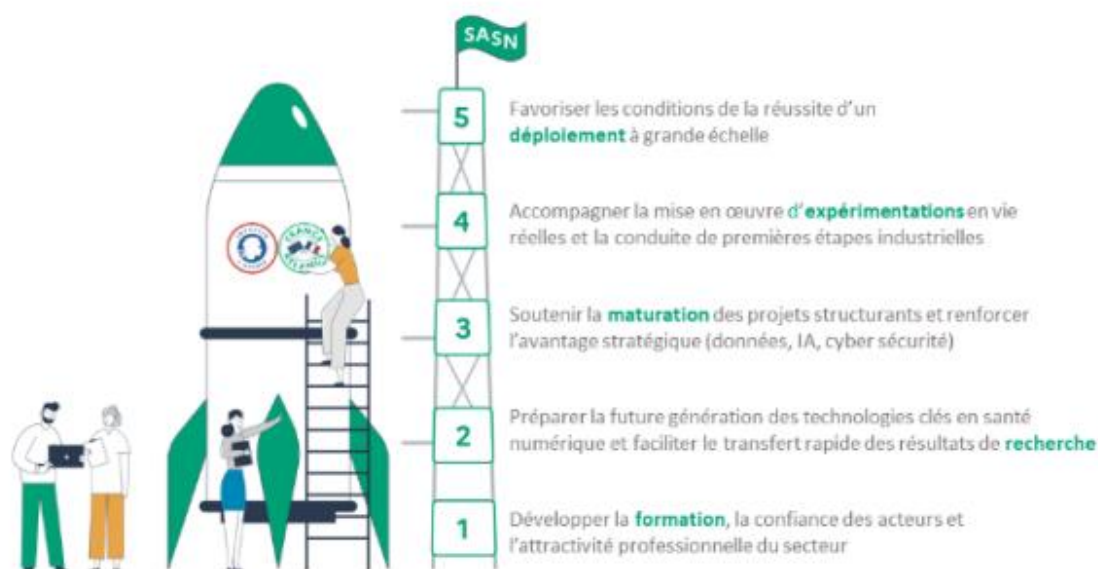 SASN
5
Favoriser les conditions de la réussite d'un
déploiement à grande échelle
4
Accompagner la mise en œuvre d'expérimentations en vie
réelles et la conduite de premières étapes industrielles
FRANCE
3
Soutenir la maturation des projets structurants et renforcer
l'avantage stratégique (données, IA, cyber sécurité)
2
Préparer la future génération des technologies clés en santé
numérique et faciliter le transfert rapide des résultats de recherche
1
Développer la formation, la confiance des acteurs et
l'attractivité professionnelle du secteur